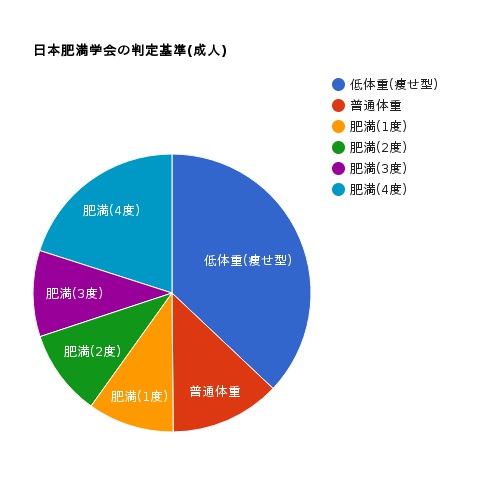 日本肥満学会の判定基準(成人)
低体重(痩せ型)
普通体重
肥満(1度)
肥満(2度)
肥満(3度)
肥満(4度)
肥満(4度)
低体重(痩せ型)
肥満(3度)
肥満(2度)
普通体重
肥満(1度)